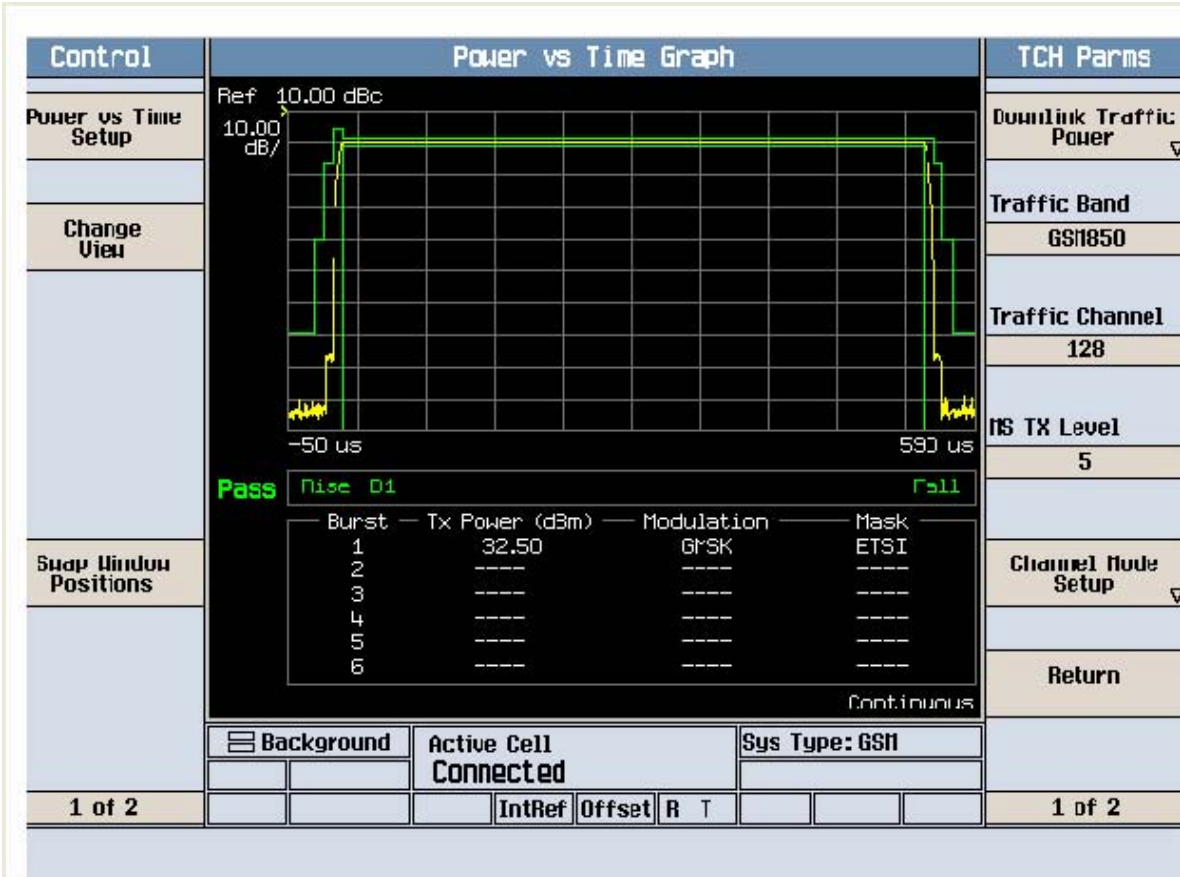 Control
Power vs Time Graph
TCH Parms
Power vs Time
Setup
Change
View
Swap Window
Positions
1 of 2
Ref 10.00 dBc
10.00
dB/
-50 us
590 us
Pass
Rise 01
Fall
Burst Tx Power (dBm) Modulation Mask
1 32.50 GMSK ETSI
2 ---- ---- ----
3 ---- ---- ----
4 ---- ---- ----
5 ---- ---- ----
6 ---- ---- ----
Continuous
Background
Active Cell
Connected
Sys Type: GSM
IntRef Offset R T
Downlink Traffic
Power
Traffic Band
GSM850
Traffic Channel
128
MS TX Level
5
Channel Mode
Setup
Return
1 of 2